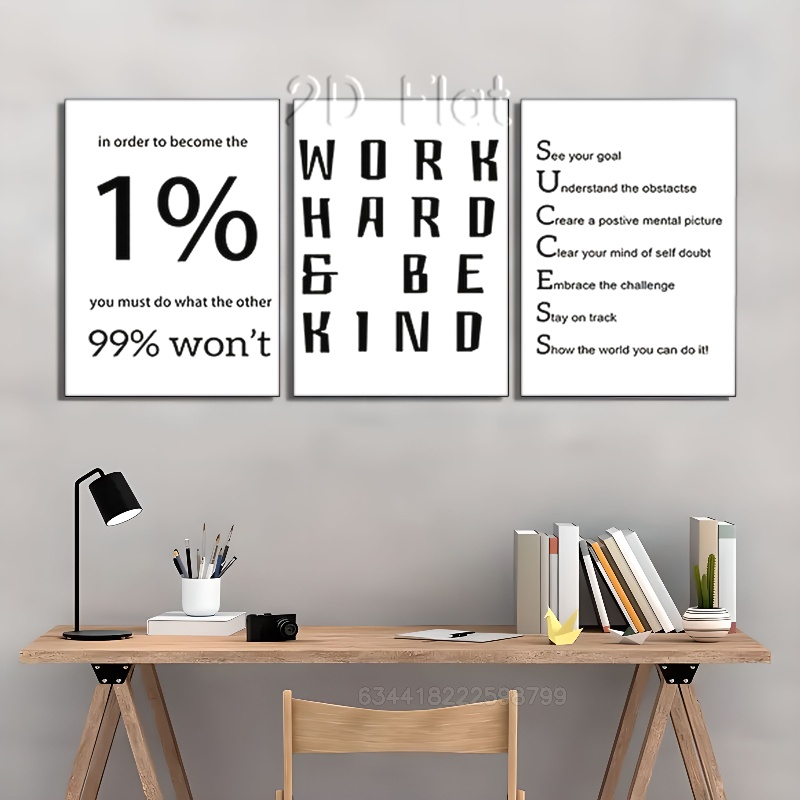 2D Flat
in order to become the
1%
you must do what the other
99% won't
WORK
HARD
& BE
KIND
See your goal
Understand the obstactse
Creare a postive mental picture
Clear your mind of self doubt
Embrace the challenge
Stay on track
Show the world you can do it!
634418222598799